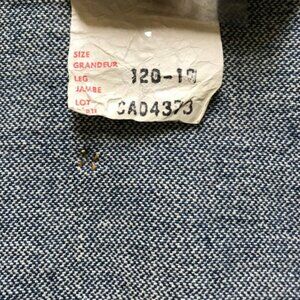 SIZE
GRANDEUR
LEG 120-10
JAMBE
LOT CA04373